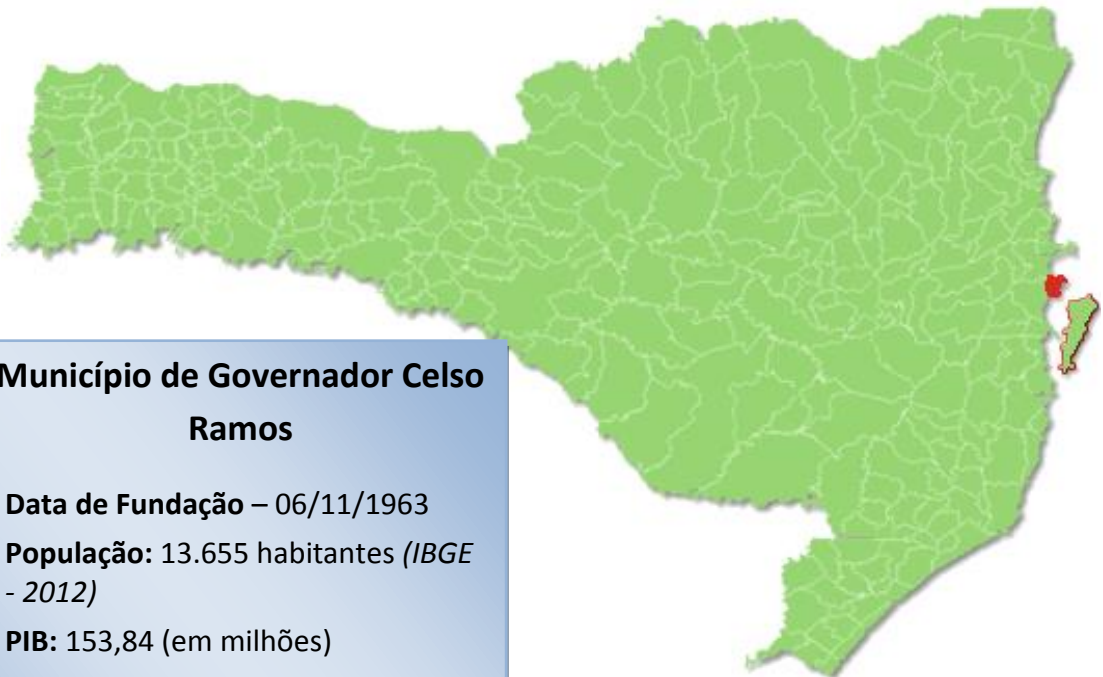 Município de Governador Celso
Ramos
Data de Fundação – 06/11/1963
População: 13.655 habitantes (IBGE
- 2012)
PIB: 153,84 (em milhões)